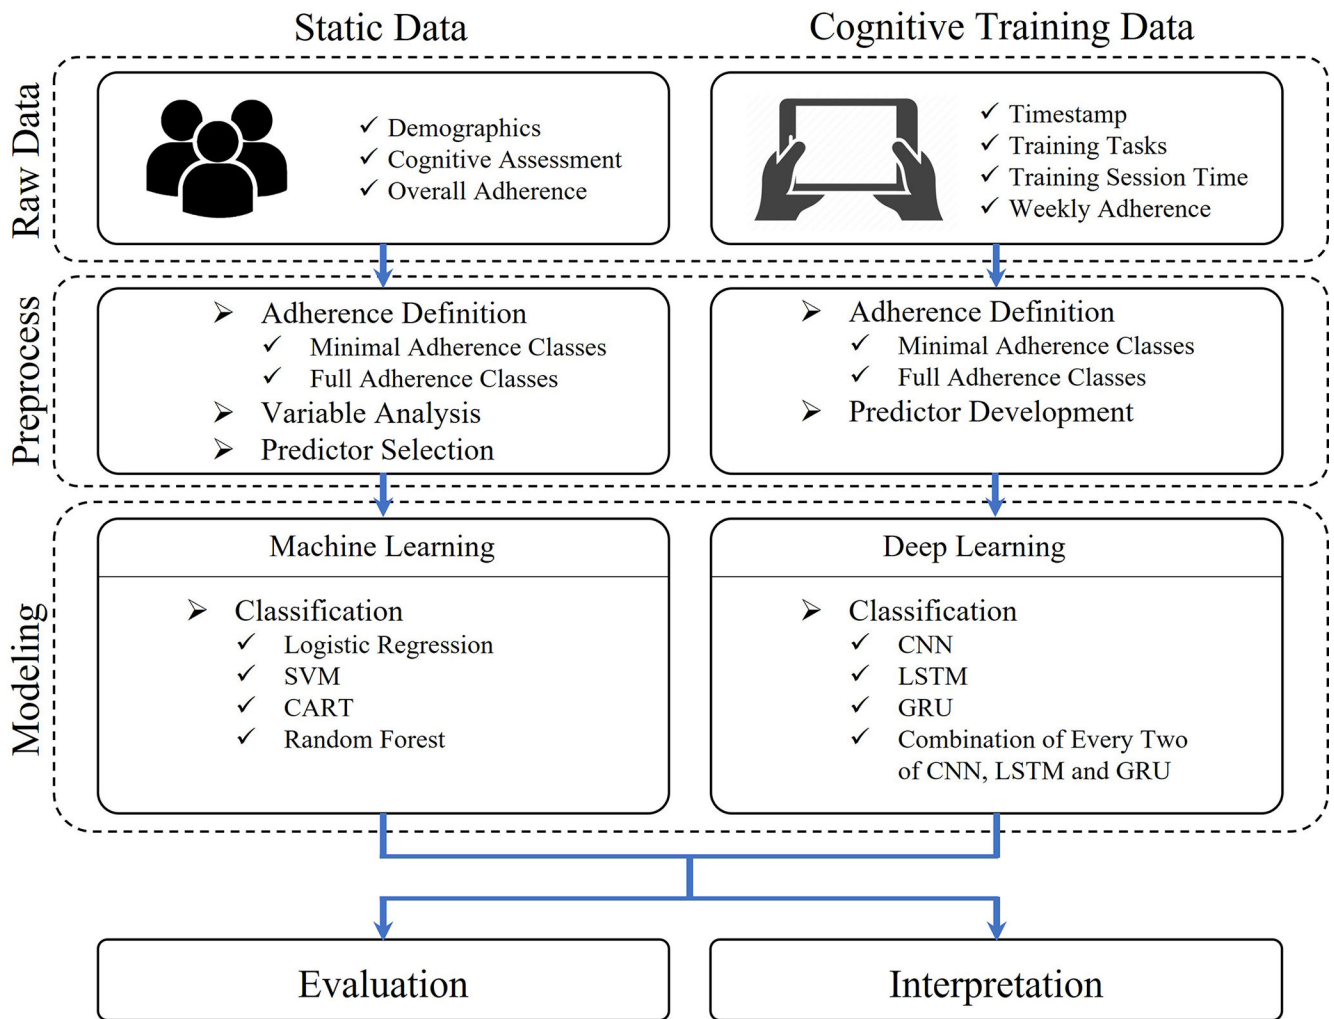 Static Data
Cognitive Training Data
Raw Data
Demographics
Cognitive Assessment
Overall Adherence
Timestamp
Training Tasks
Training Session Time
Weekly Adherence
Preprocess
Adherence Definition
Minimal Adherence Classes
Full Adherence Classes
Variable Analysis
Predictor Selection
Adherence Definition
Minimal Adherence Classes
Full Adherence Classes
Predictor Development
Modeling
Machine Learning
Classification
Logistic Regression
SVM
CART
Random Forest
Deep Learning
Classification
CNN
LSTM
GRU
Combination of Every Two
of CNN, LSTM and GRU
Evaluation
Interpretation